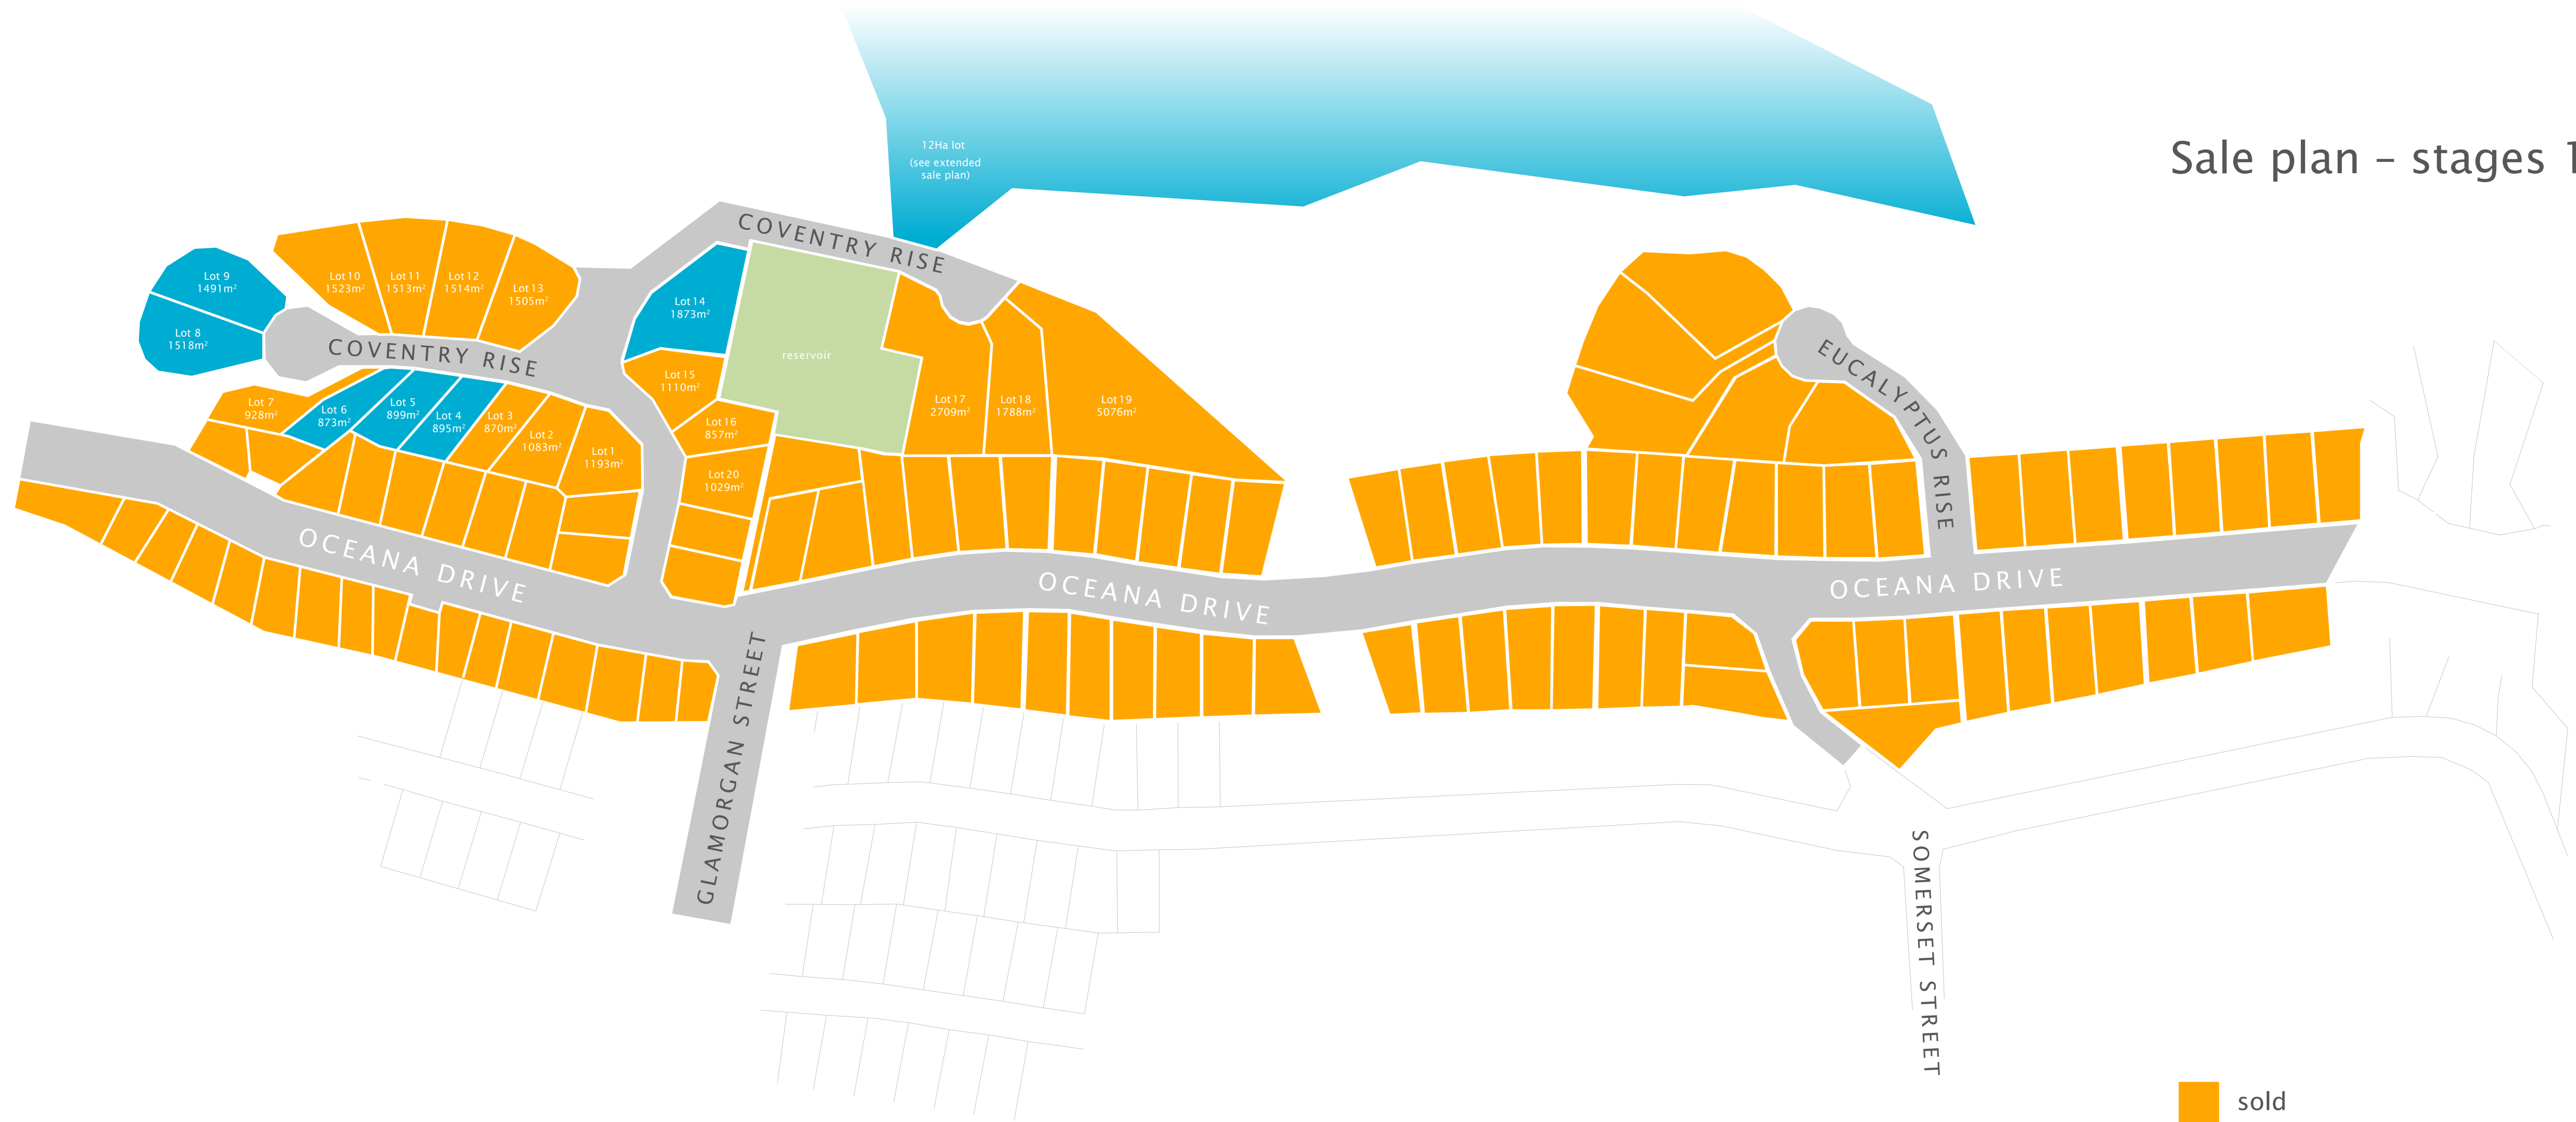 12Ha lot
(see extended
sale plan)
Sale plan – stages 1
COVENTRY RISE
Lot 9
1491m²
Lot 8
1518m²
Lot 10
1523m²
Lot 11
1513m²
Lot 12
1514m²
Lot 13
1505m²
Lot 14
1873m²
COVENTRY RISE
reservoir
Lot 15
1110m²
Lot 16
857m²
Lot 17
2709m²
Lot 18
1788m²
Lot 19
5076m²
Lot 7
928m²
Lot 6
873m²
Lot 5
899m²
Lot 4
895m²
Lot 3
870m²
Lot 2
1083m²
Lot 1
1193m²
Lot 20
1029m²
EUCALYPTUS RISE
OCEANA DRIVE
OCEANA DRIVE
OCEANA DRIVE
GLAMORGAN STREET
SOMERSET STREET
sold